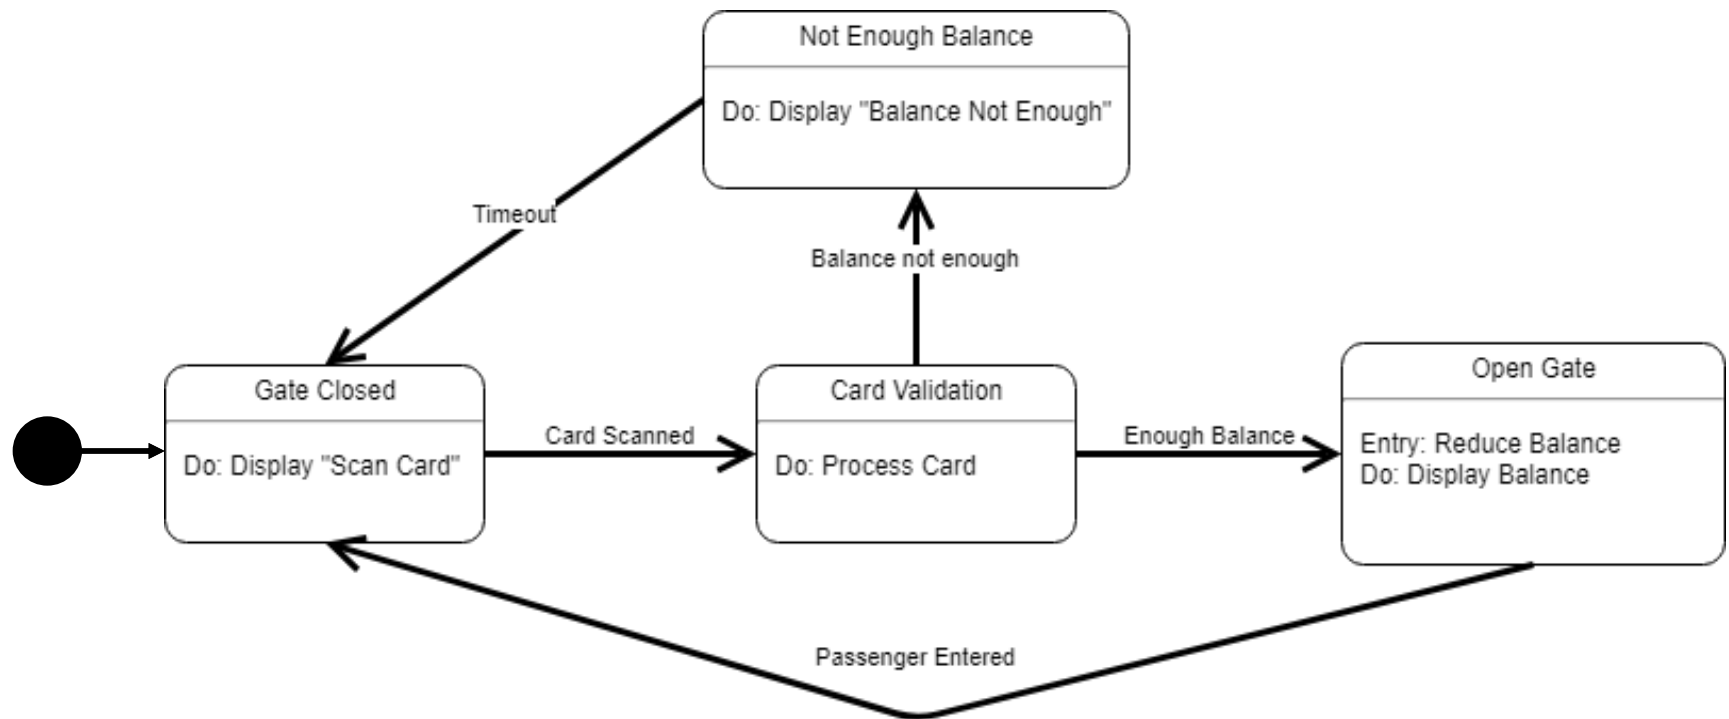 Not Enough Balance
Do: Display "Balance Not Enough"
Timeout
Balance not enough
Gate Closed
Do: Display "Scan Card"
Card Scanned
Card Validation
Do: Process Card
Enough Balance
Open Gate
Entry: Reduce Balance
Do: Display Balance
Passenger Entered